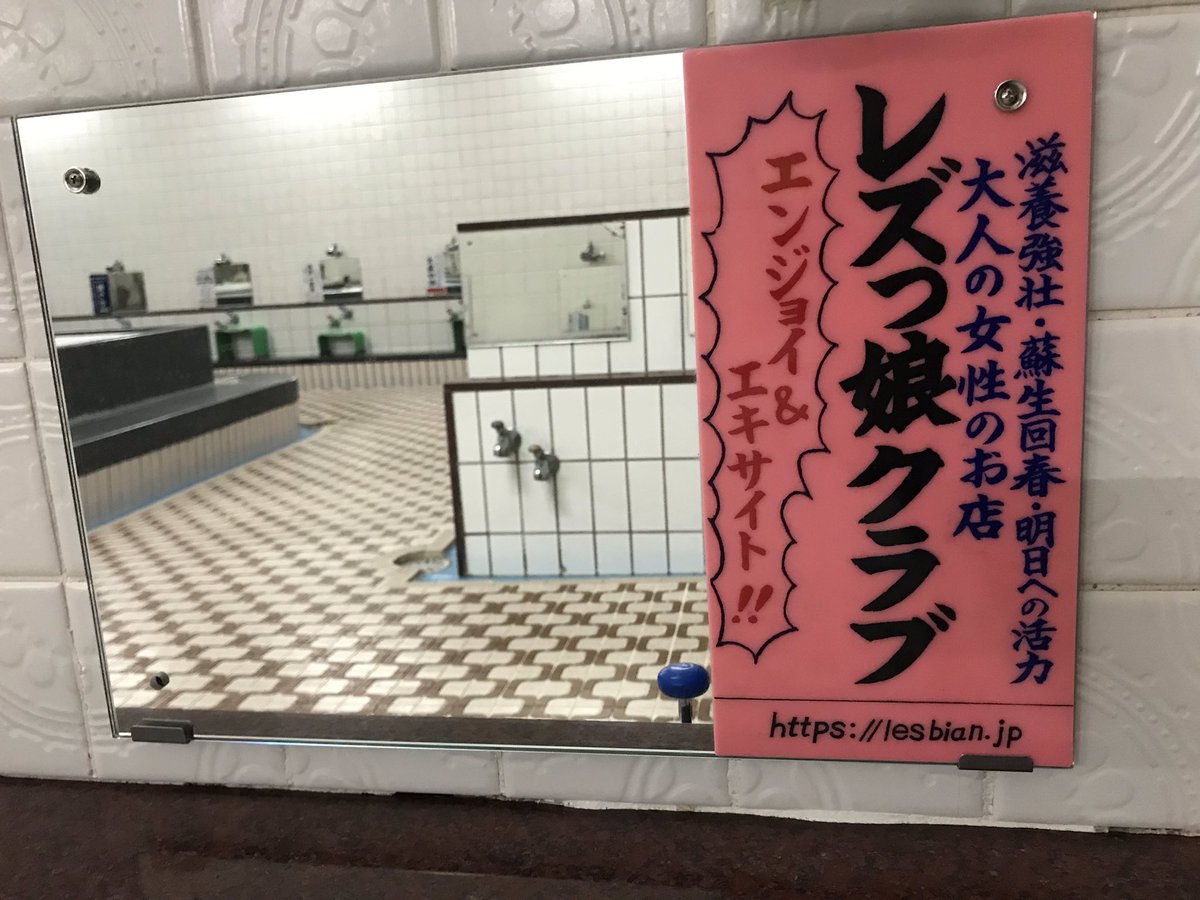 滋養強壮・蘇生回春・明日への活力
大人の女性のお店
レズっ娘クラブ
エンジョイ&
エキサイト!!
https://lesbian.jp